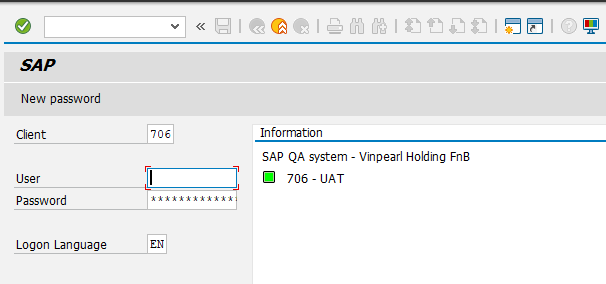 SAP
New password
Client 706
Information
SAP QA system - Vinpearl Holding FnB
706 - UAT
User
Password *************
Logon Language EN